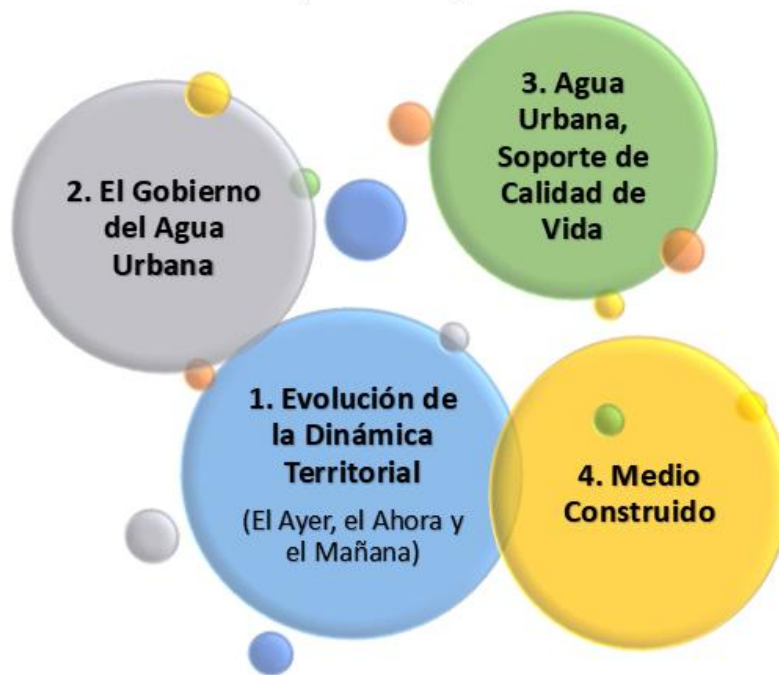 3. Agua
Urbana,
Soporte de
Calidad de
Vida
2. El Gobierno
del Agua
Urbana
1. Evolución de
la Dinámica
Territorial
(El Ayer, el Ahora y
el Mañana)
4. Medio
Construido